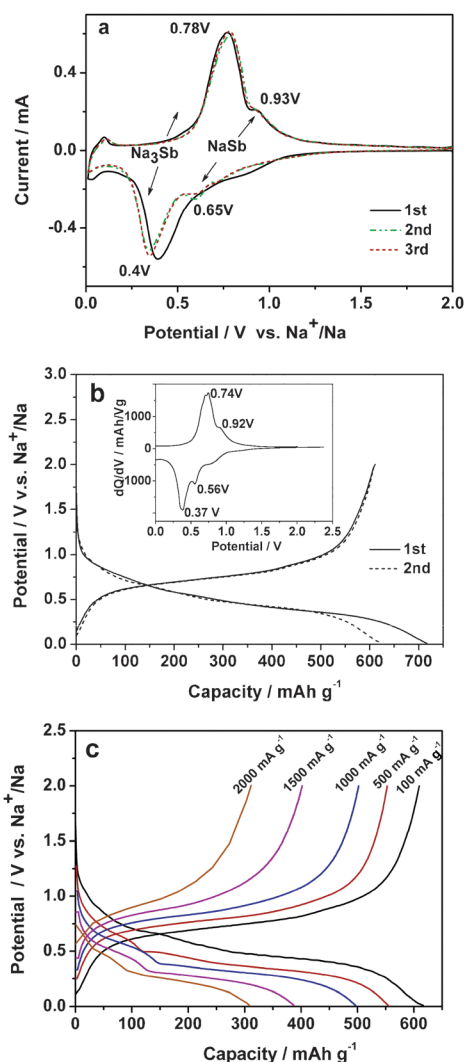 a
0.78V
0.93V
Na3Sb
NaSb
0.65V
0.4V
1st
2nd
3rd
0.6
0.0
-0.6
Current / mA
0.0
0.5
1.0
2.0
Potential / V vs. Na+/Na
b
0.74V
0.92V
0.56V
0.37 V
1000
0
1000
dQ/dV / mAh/Vg
0.0 0.5 1.0 1.5 2.0 2.5
Potential / V
1st
2nd
3.0
2.5
2.0
1.5
1.0
0.5
0.0
Potential / V v.s. Na+/Na
0 100 200 300 400 500 600 700
Capacity / mAh g-1
c
2000 mA g-1
1500 mA g-1
1000 mA g-1
500 mA g-1
100 mA g-1
2.5
2.0
1.5
1.0
0.5
0.0
Potential / V vs. Na+/Na
0 100 200 300 400 500 600
Capacity / mAh g-1